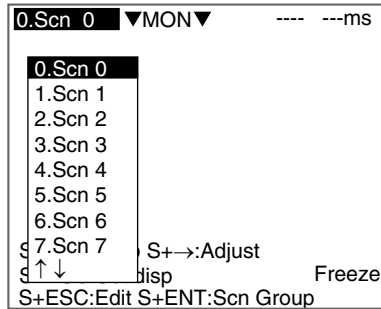 0.Scn 0 ▼MON▼ ---- ---ms
0.Scn 0
1.Scn 1
2.Scn 2
3.Scn 3
4.Scn 4
5.Scn 5
6.Scn 6
7.Scn 7
↑↓
S+→:Adjust
disp Freeze
S+ESC:Edit S+ENT:Scn Group